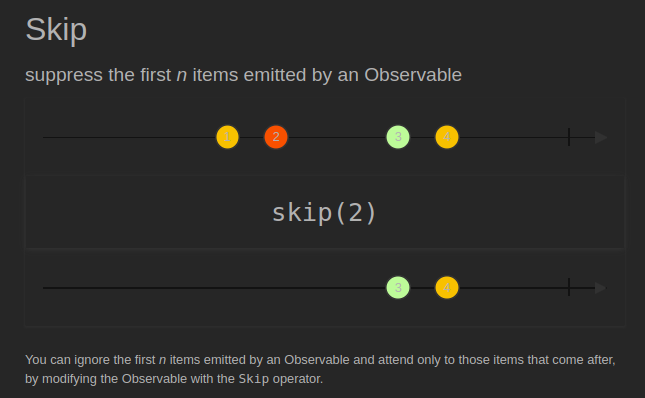 Skip
suppress the first n items emitted by an Observable
1 2 3 4
skip(2)
3 4
You can ignore the first n items emitted by an Observable and attend only to those items that come after,
by modifying the Observable with the Skip operator.